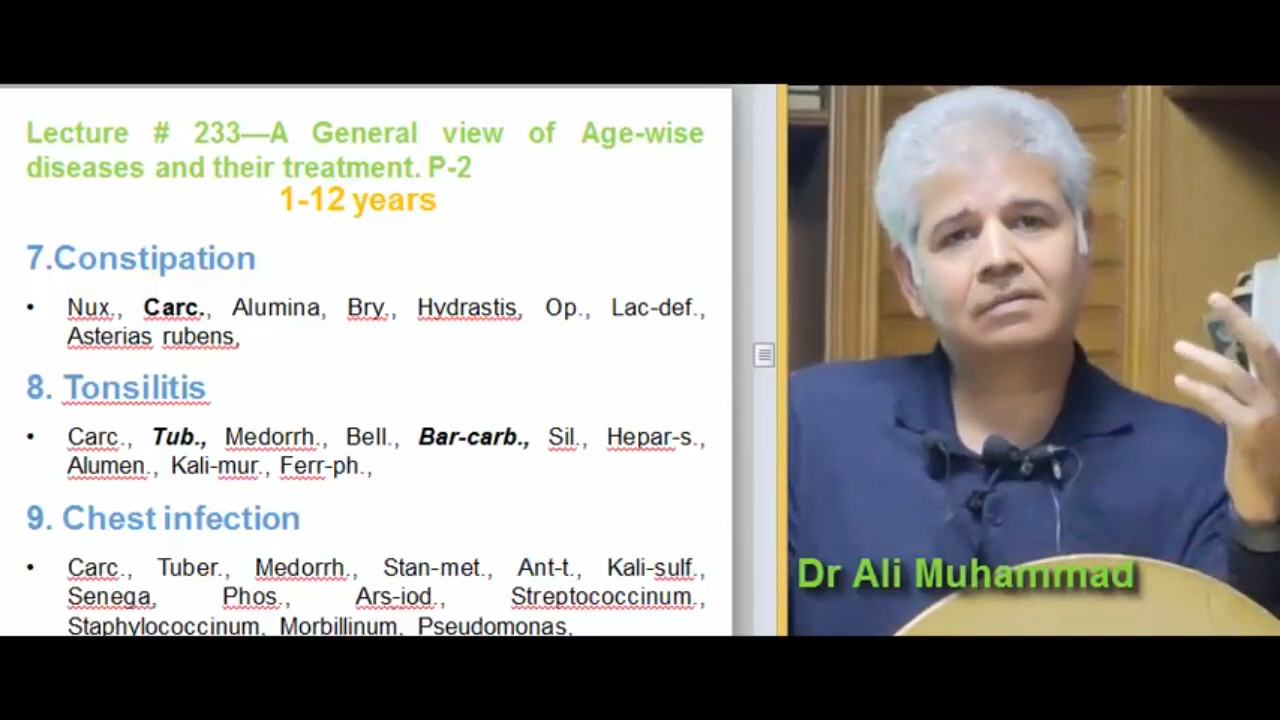 Lecture # 233—A General view of Age-wise
diseases and their treatment. P-2
1-12 years
7.Constipation
• Nux., Carc., Alumina, Bry., Hydrastis, Op., Lac-def.,
Asterias rubens,
8. Tonsilitis
• Carc., Tub., Medorrh., Bell., Bar-carb., Sil., Hepar-s.,
Alumen., Kali-mur., Ferr-ph.,
9. Chest infection
• Carc., Tuber., Medorrh., Stan-met., Ant-t., Kali-sulf.,
Senega, Phos., Ars-iod., Streptococcinum.,
Staphylococcinum, Morbillinum, Pseudomonas,
Dr Ali Muhammad